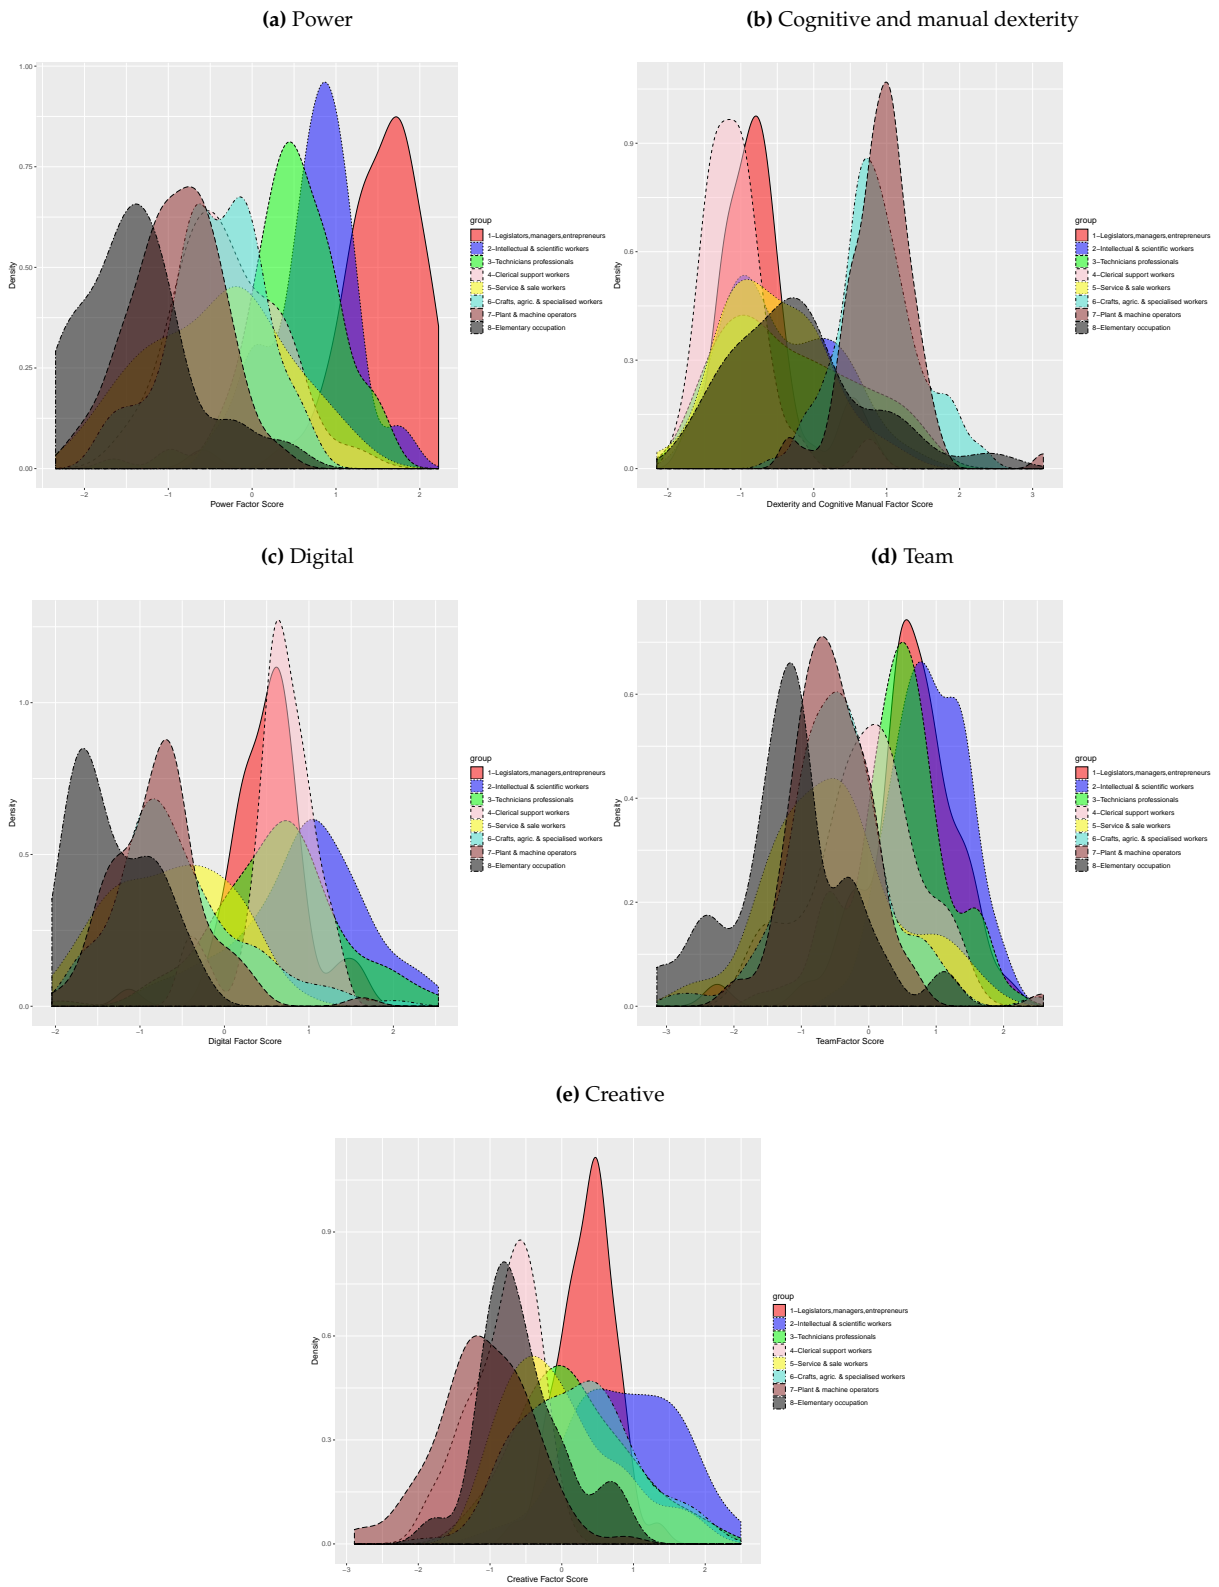 (a) Power
1.00
0.75
0.50
0.25
0.00
Density
−2 −1 0 1 2
Power Factor Score
group
1−Legislators,managers,entrepreneurs
2−Intellectual & scientific workers
3−Technicians professionals
4−Clerical support workers
5−Service & sale workers
6−Crafts, agric. & specialised workers
7−Plant & machine operators
8−Elementary occupation
(b) Cognitive and manual dexterity
0.9
0.6
0.3
0.0
Density
−2 −1 0 1 2 3
Dexterity and Cognitive Manual Factor Score
group
1−Legislators,managers,entrepreneurs
2−Intellectual & scientific workers
3−Technicians professionals
4−Clerical support workers
5−Service & sale workers
6−Crafts, agric. & specialised workers
7−Plant & machine operators
8−Elementary occupation
(c) Digital
1.0
0.5
0.0
Density
−2 −1 0 1 2
Digital Factor Score
group
1−Legislators,managers,entrepreneurs
2−Intellectual & scientific workers
3−Technicians professionals
4−Clerical support workers
5−Service & sale workers
6−Crafts, agric. & specialised workers
7−Plant & machine operators
8−Elementary occupation
(d) Team
0.6
0.4
0.2
0.0
Density
−3 −2 −1 0 1 2
TeamFactor Score
group
1−Legislators,managers,entrepreneurs
2−Intellectual & scientific workers
3−Technicians professionals
4−Clerical support workers
5−Service & sale workers
6−Crafts, agric. & specialised workers
7−Plant & machine operators
8−Elementary occupation
(e) Creative
0.9
0.6
0.3
0.0
Density
−3 −2 −1 0 1 2
Creative Factor Score
group
1−Legislators,managers,entrepreneurs
2−Intellectual & scientific workers
3−Technicians professionals
4−Clerical support workers
5−Service & sale workers
6−Crafts, agric. & specialised workers
7−Plant & machine operators
8−Elementary occupation